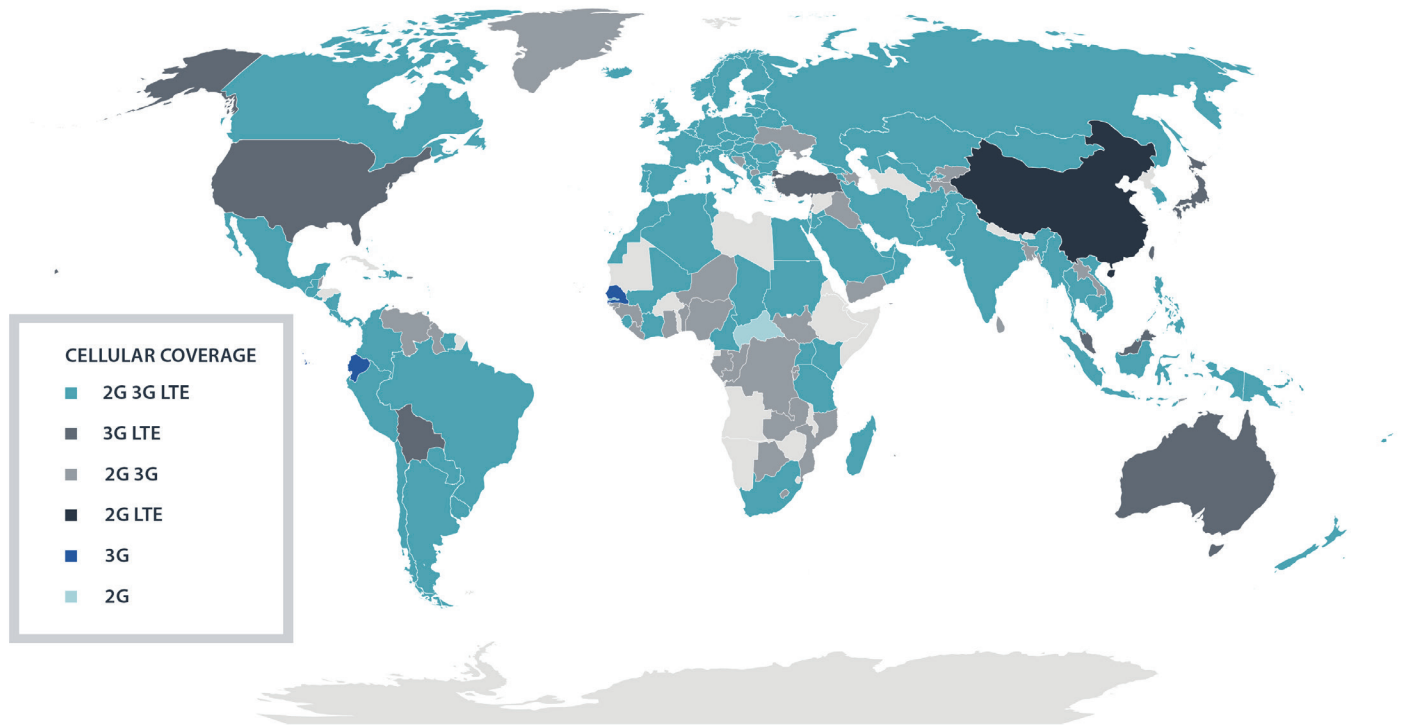 CELLULAR COVERAGE
2G 3G LTE
3G LTE
2G 3G
2G LTE
3G
2G